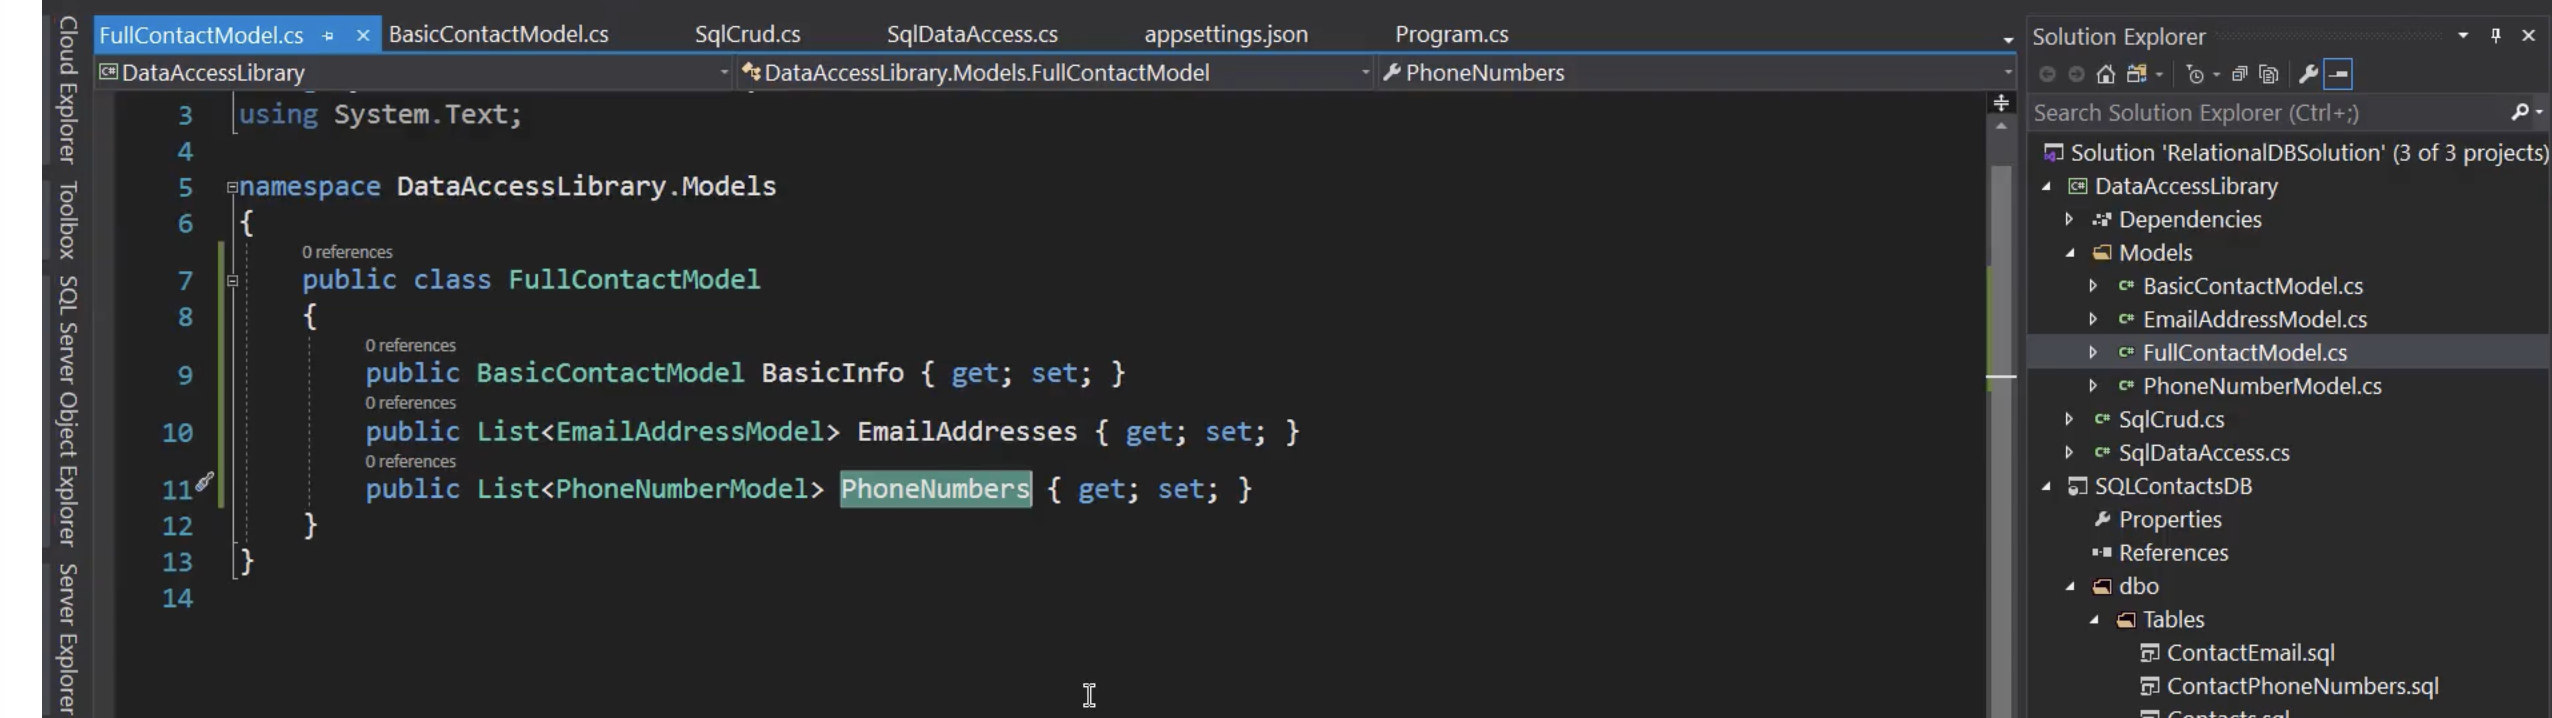 Cloud Explorer
Toolbox
SQL Server Object Explorer
Server Explorer
FullContactModel.cs
BasicContactModel.cs
SqlCrud.cs
SqlDataAccess.cs
appsettings.json
Program.cs
DataAccessLibrary
DataAccessLibrary.Models.FullContactModel
PhoneNumbers
3 using System.Text;
4
5 namespace DataAccessLibrary.Models
6 {
0 references
7 public class FullContactModel
8 {
0 references
9 public BasicContactModel BasicInfo { get; set; }
0 references
10 public List<EmailAddressModel> EmailAddresses { get; set; }
0 references
11 public List<PhoneNumberModel> PhoneNumbers { get; set; }
12 }
13 }
14
Solution Explorer
Search Solution Explorer (Ctrl+;)
Solution 'RelationalDBSolution' (3 of 3 projects)
C# DataAccessLibrary
Dependencies
Models
C# BasicContactModel.cs
C# EmailAddressModel.cs
C# FullContactModel.cs
C# PhoneNumberModel.cs
C# SqlCrud.cs
C# SqlDataAccess.cs
SQLContactsDB
Properties
References
dbo
Tables
ContactEmail.sql
ContactPhoneNumbers.sql